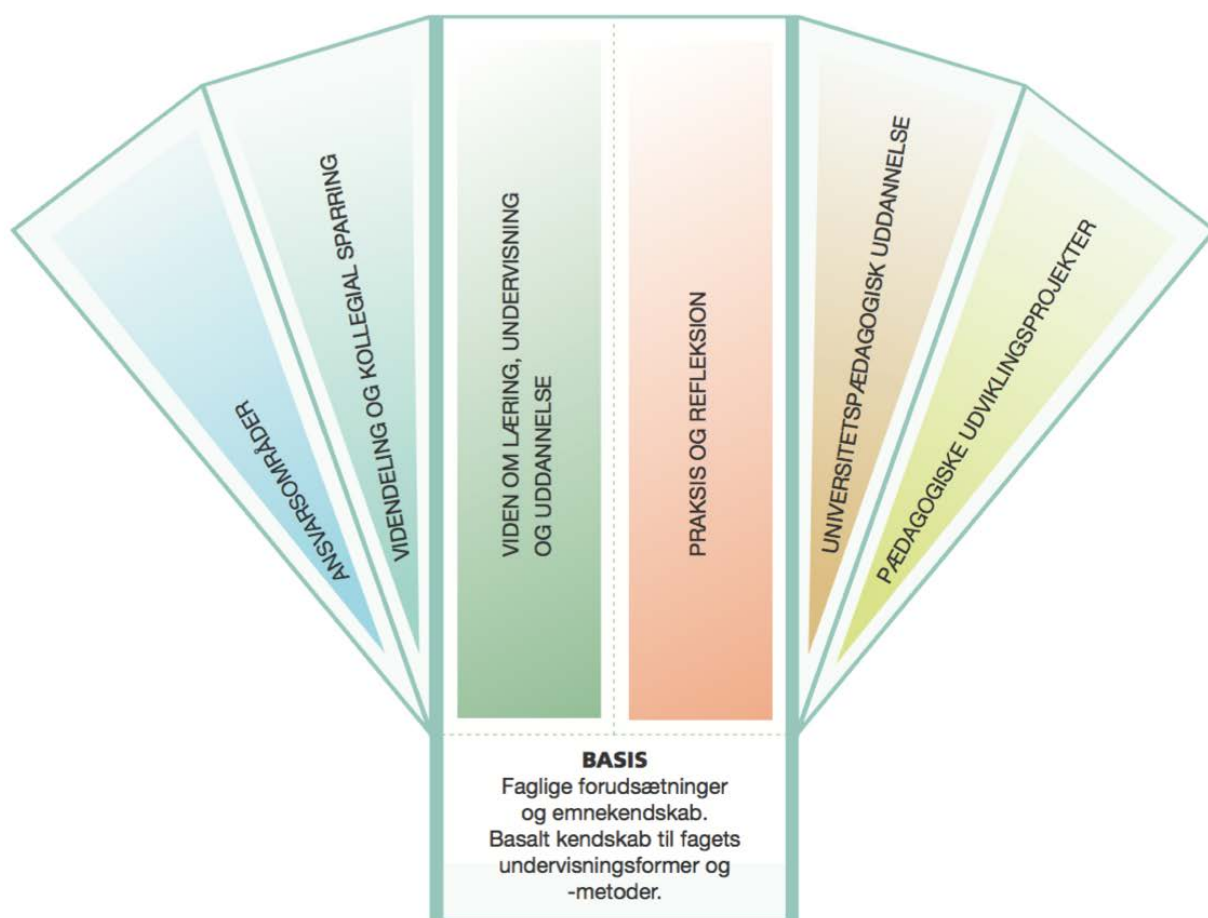 ANSVARSOMRÅDER
VIDENDELING OG KOLLEGIAL SPARRING
VIDEN OM LÆRING, UNDERVISNING
OG UDDANNELSE
PRAKSIS OG REFLEKSION
UNIVERSITETSPÆDAGOGISK UDDANNELSE
PÆDAGOGISKE UDVIKLINGSPROJEKTER
BASIS
Faglige forudsætninger
og emnekendskab.
Basalt kendskab til fagets
undervisningsformer og
-metoder.